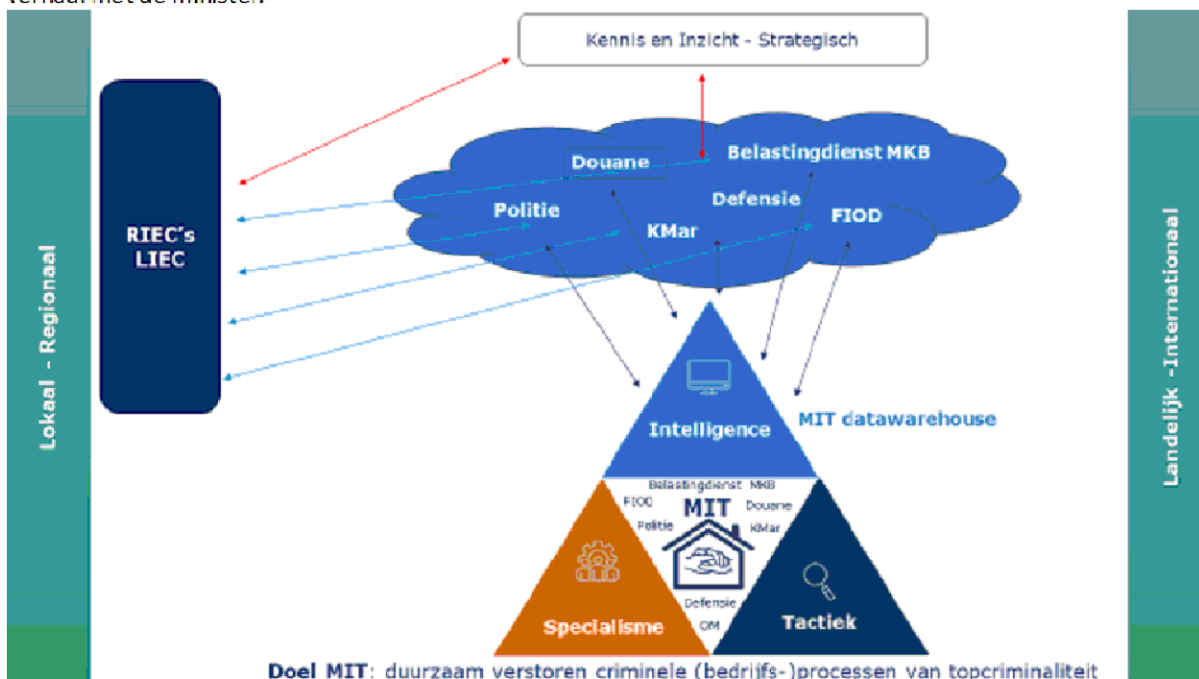 Kennis en Inzicht - Strategisch
Douane
Belastingdienst MKB
Defensie
Politie
KMar
FIOD
RIEC's
LIEC
Lokaal - Regionaal
Landelijk -Internationaal
Intelligence
MIT datawarehouse
Belastingdienst MKB
FIOD
MIT
Douane
Politie
KMar
Defensie
OM
Specialisme
Tactiek
Doel MIT: duurzaam verstoren criminele (bedrijfs-)processen van topcriminaliteit